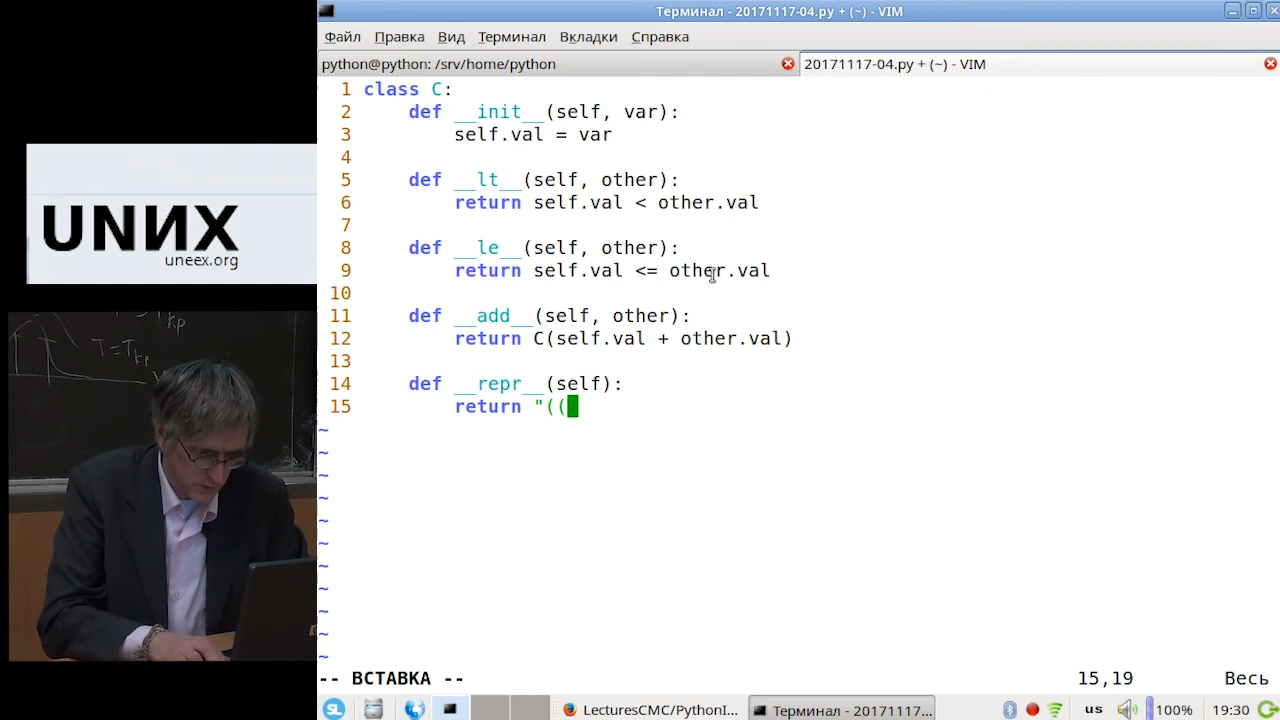 Терминал - 20171117-04.py + (~) - VIM
Файл Правка Вид Терминал Вкладки Справка
python@python: /srv/home/python
20171117-04.py + (~) - VIM
1 class C:
2     def __init__(self, var):
3         self.val = var
4
5     def __lt__(self, other):
6         return self.val < other.val
7
8     def __le__(self, other):
9         return self.val <= other.val
10
11     def __add__(self, other):
12         return C(self.val + other.val)
13
14     def __repr__(self):
15         return "((
~
~
~
~
~
~
~
~
~
~
~
-- ВСТАВКА --
15,19
Весь
UNИX
uneex.org
Kp
T=TKp
SL
LecturesCMC/PythonI...
Терминал - 20171117...
us
100%
19:30